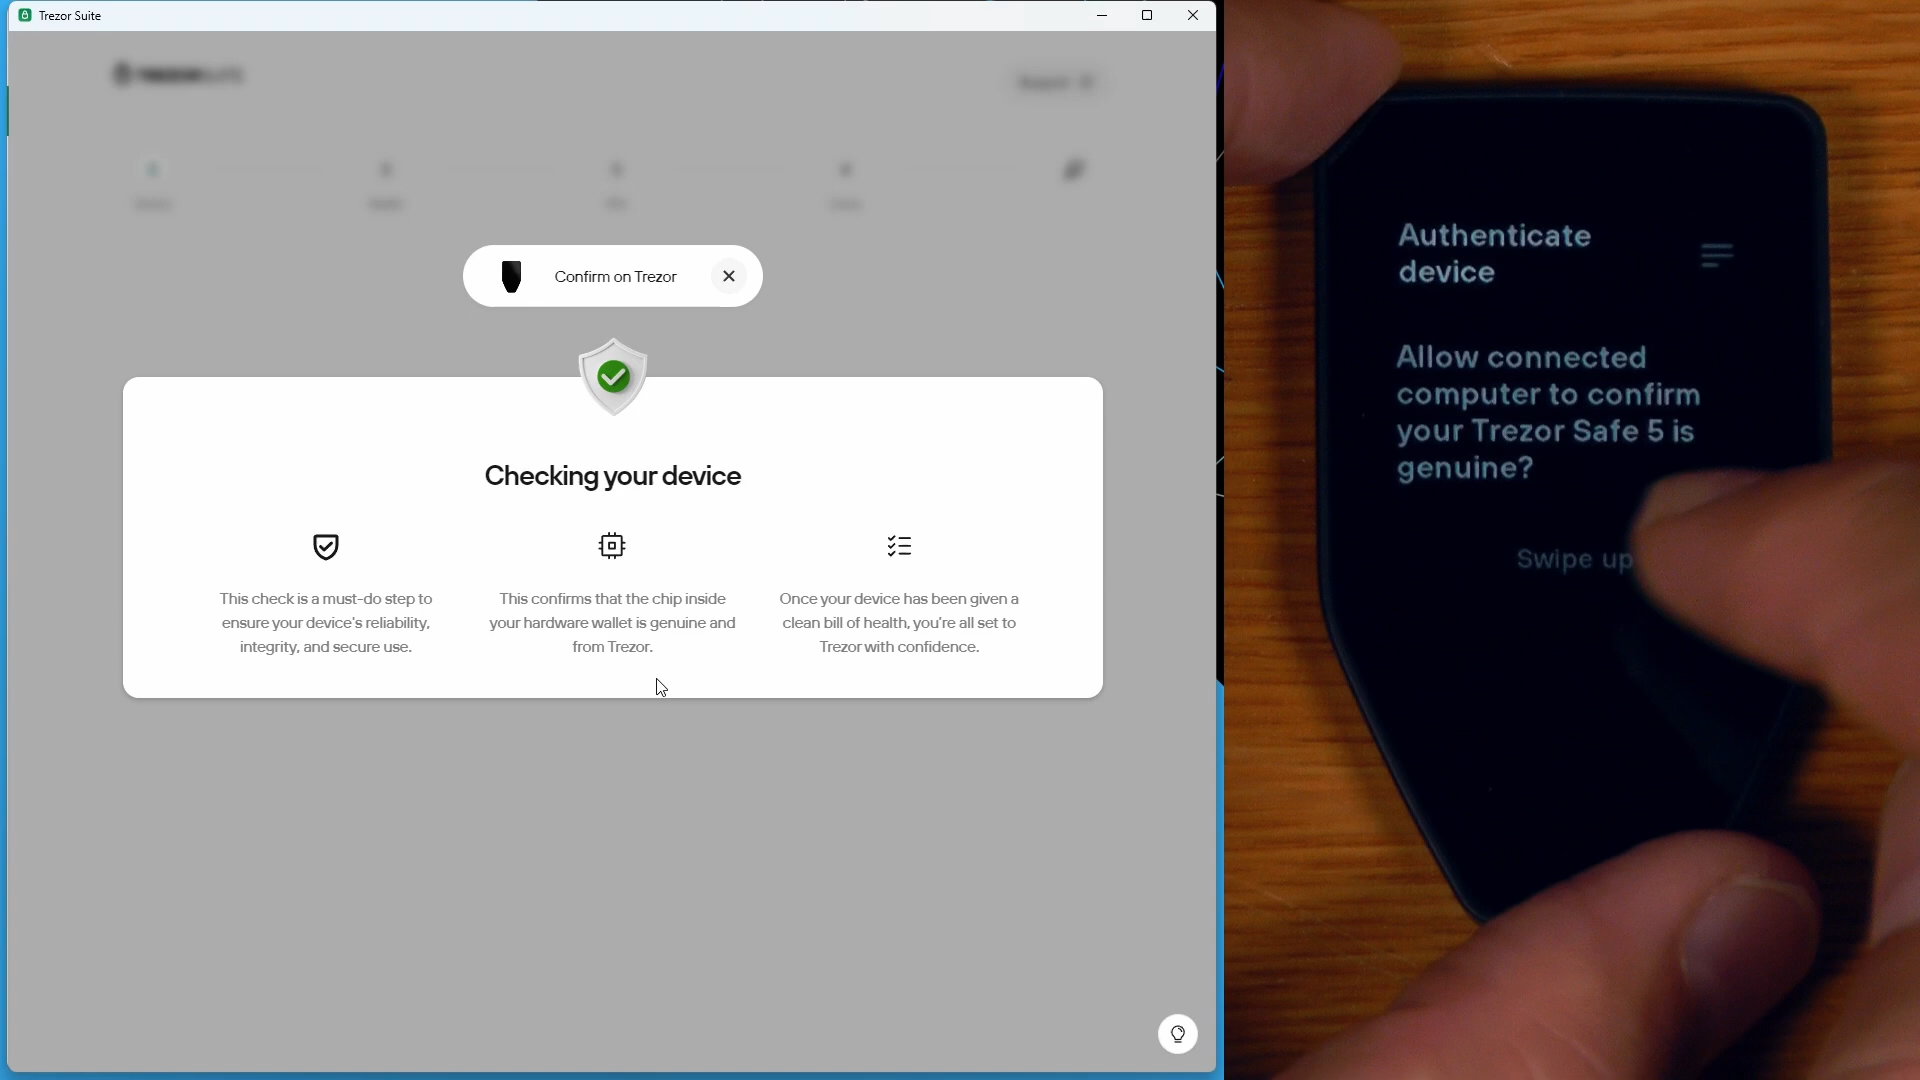 Trezor Suite
Confirm on Trezor
Checking your device
This check is a must-do step to
ensure your device's reliability,
integrity, and secure use.
This confirms that the chip inside
your hardware wallet is genuine and
from Trezor.
Once your device has been given a
clean bill of health, you're all set to
Trezor with confidence.
Authenticate
device
Allow connected
computer to confirm
your Trezor Safe 5 is
genuine?
Swipe up